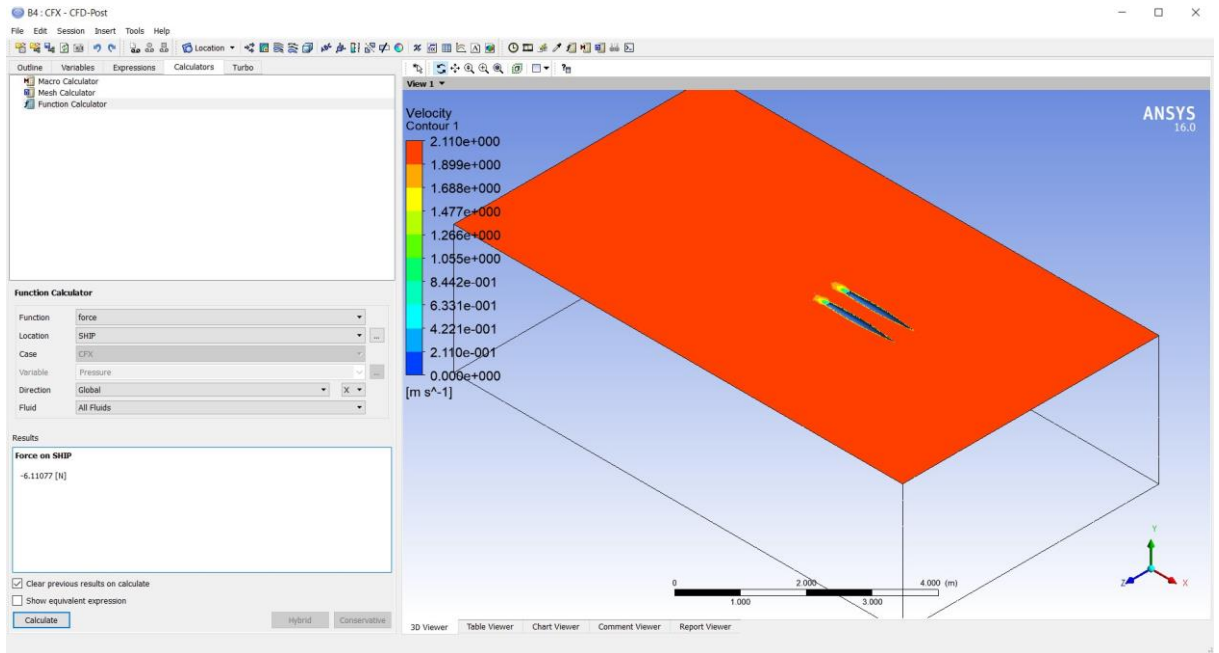 B4 : CFX - CFD-Post
File Edit Session Insert Tools Help
Location
Outline Variables Expressions Calculators Turbo
Macro Calculator
Mesh Calculator
Function Calculator
Function Calculator
Function force
Location SHIP ...
Case CFX
Variable Pressure ...
Direction Global X
Fluid All Fluids
Results
Force on SHIP
-6.11077 [N]
Clear previous results on calculate
Show equivalent expression
Calculate Hybrid Conservative
View 1
Velocity
Contour 1
2.110e+000
1.899e+000
1.688e+000
1.477e+000
1.266e+000
1.055e+000
8.442e-001
6.331e-001
4.221e-001
2.110e-001
0.000e+000
[m s^-1]
ANSYS
16.0
0 2.000 4.000 (m)
1.000 3.000
Y
Z X
3D Viewer Table Viewer Chart Viewer Comment Viewer Report Viewer